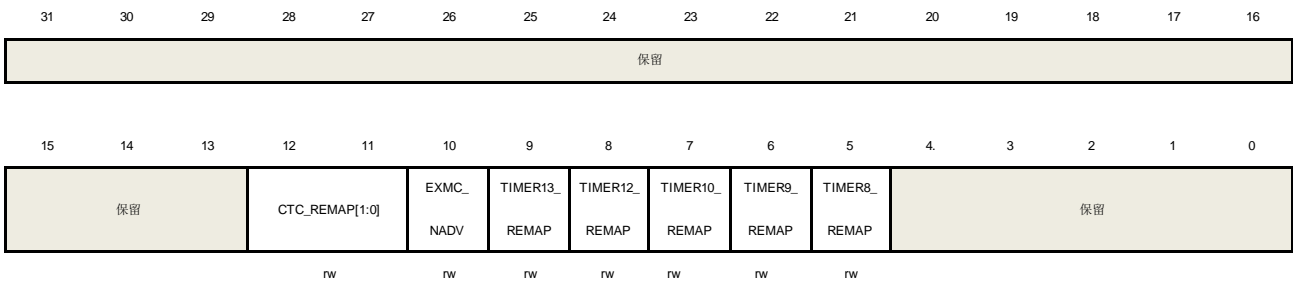 31 30 29 28 27 26 25 24 23 22 21 20 19 18 17 16
保留
15 14 13 12 11 10 9 8 7 6 5 4. 3 2 1 0
保留 CTC_REMAP[1:0] EXMC_ NADV TIMER13_ REMAP TIMER12_ REMAP TIMER10_ REMAP TIMER9_ REMAP TIMER8_ REMAP 保留
rw rw rw rw rw rw rw